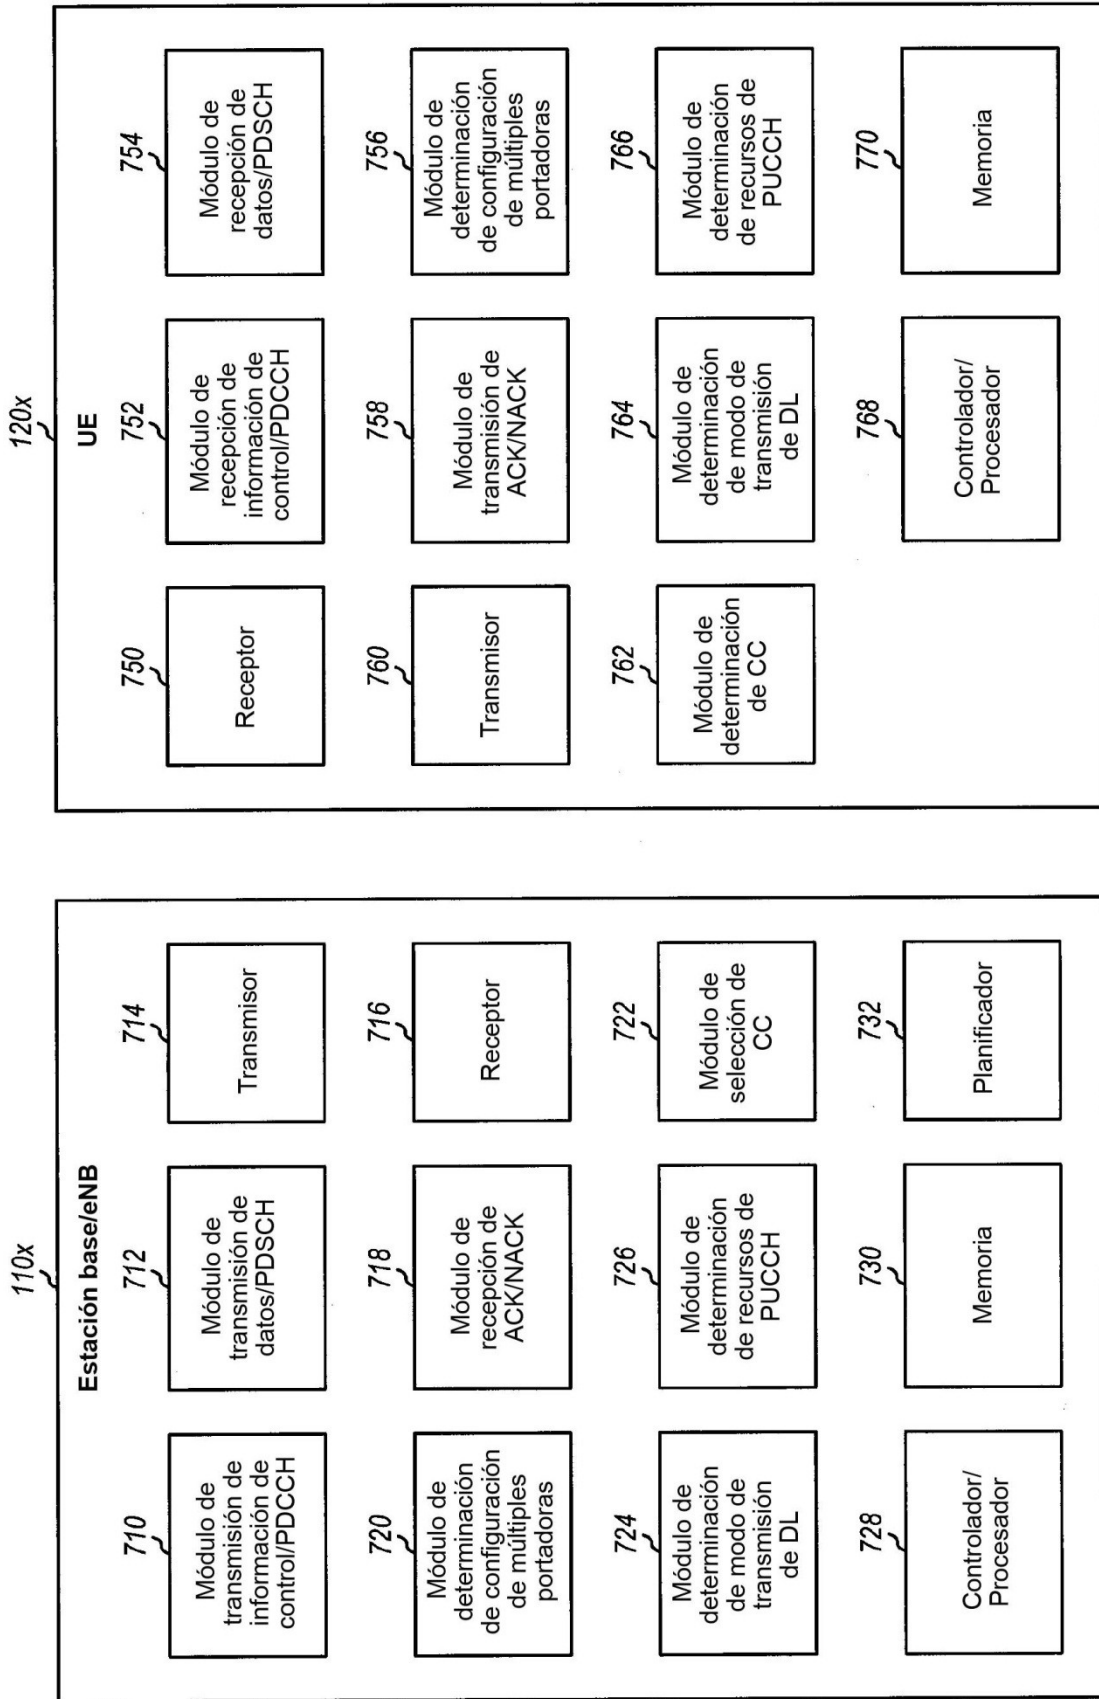 110x
Estación base/eNB
710
Módulo de
transmisión de
información de
control/PDCCH
712
Módulo de
transmisión de
datos/PDSCH
714
Transmisor
720
Módulo de
determinación
de configuración
de múltiples
portadoras
718
Módulo de
recepción de
ACK/NACK
716
Receptor
724
Módulo de
determinación
de modo de
transmisión
de DL
726
Módulo de
determinación
de recursos de
PUCCH
722
Módulo de
selección de
CC
728
Controlador/
Procesador
730
Memoria
732
Planificador
120x
UE
750
Receptor
752
Módulo de
recepción de
información de
control/PDCCH
754
Módulo de
recepción de
datos/PDSCH
760
Transmisor
758
Módulo de
transmisión de
ACK/NACK
756
Módulo de
determinación
de configuración
de múltiples
portadoras
762
Módulo de
determinación
de CC
764
Módulo de
determinación
de modo de
transmisión
de DL
766
Módulo de
determinación
de recursos de
PUCCH
768
Controlador/
Procesador
770
Memoria